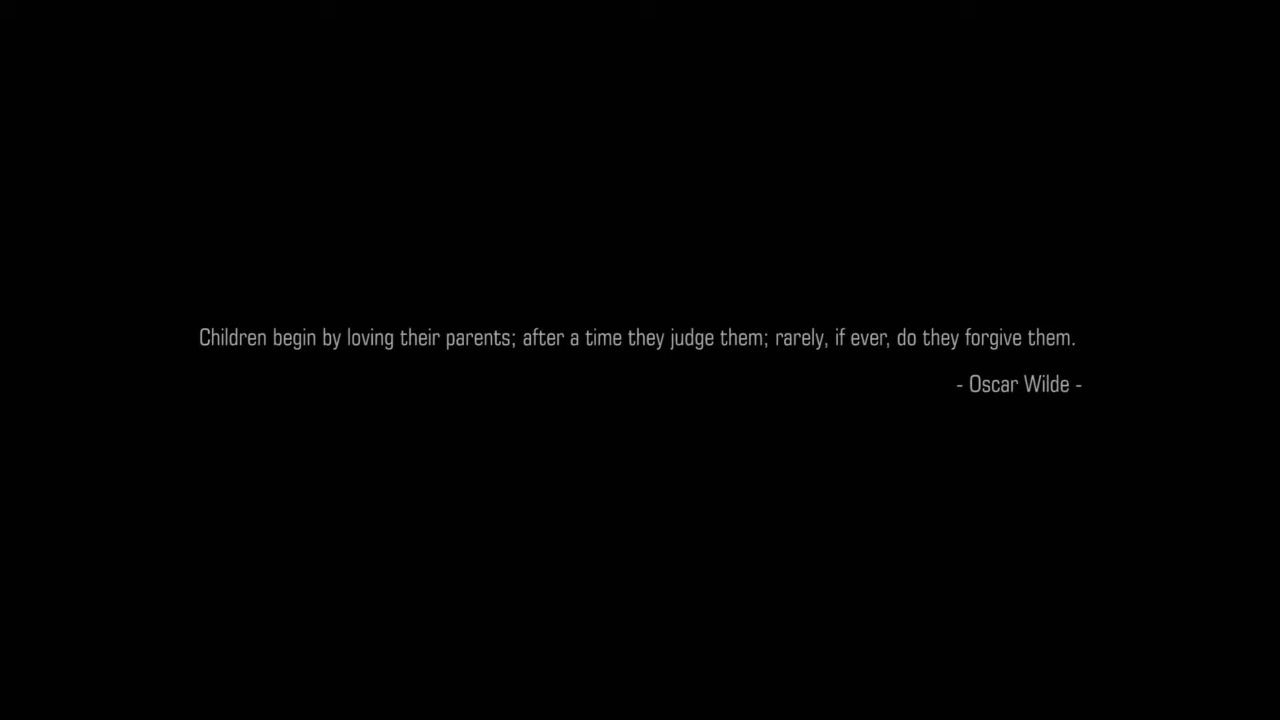 Children begin by loving their parents; after a time they judge them; rarely, if ever, do they forgive them.
- Oscar Wilde -